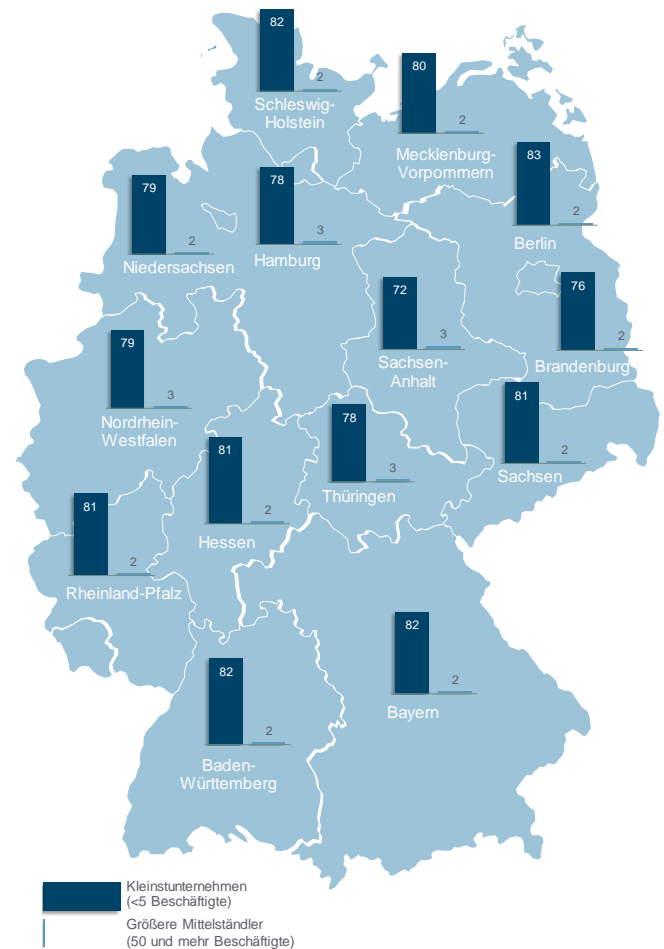 82
2
Schleswig-
Holstein
80
2
Mecklenburg-
Vorpommern
83
2
Berlin
79
2
Niedersachsen
78
3
Hamburg
72
3
Sachsen-
Anhalt
76
2
Brandenburg
79
3
Nordrhein-
Westfalen
81
2
Hessen
78
3
Thüringen
81
2
Sachsen
81
2
Rheinland-Pfalz
82
2
Baden-
Württemberg
82
2
Bayern
Kleinstunternehmen
(<5 Beschäftigte)
Größere Mittelständler
(50 und mehr Beschäftigte)